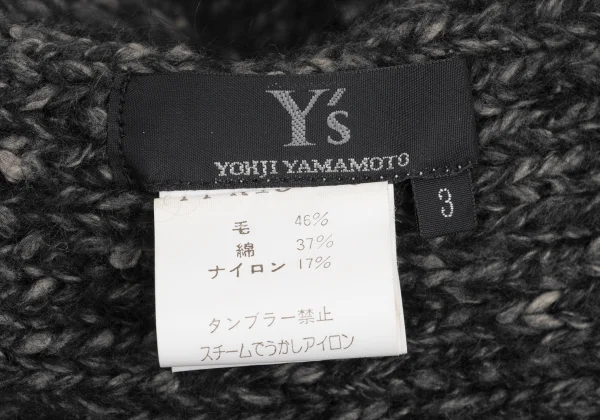 Y's
YOHJI YAMAMOTO
3
毛 46%
綿 37%
ナイロン 17%
タンブラー禁止
スチームでうかしアイロン